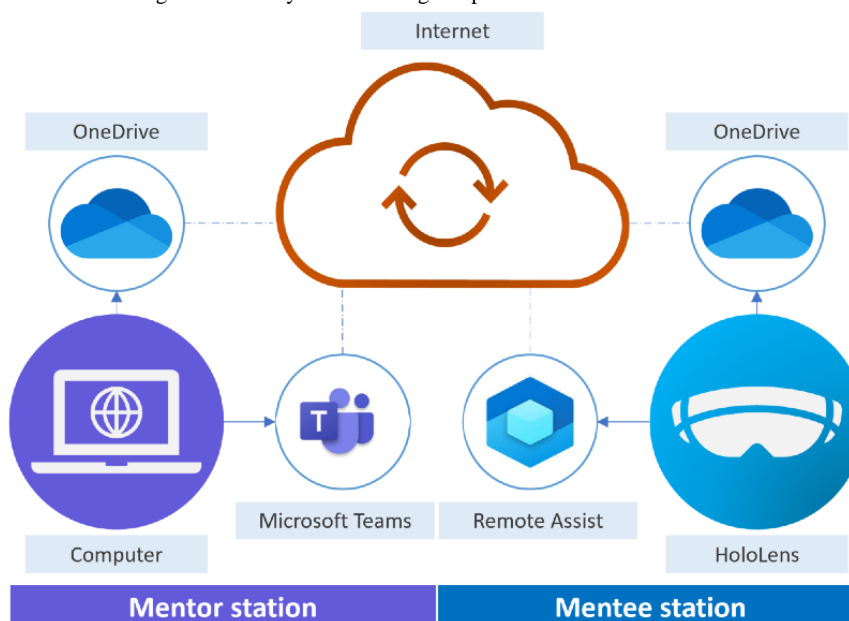 Internet
OneDrive
OneDrive
T
Microsoft Teams
Remote Assist
Computer
HoloLens
Mentor station
Mentee station